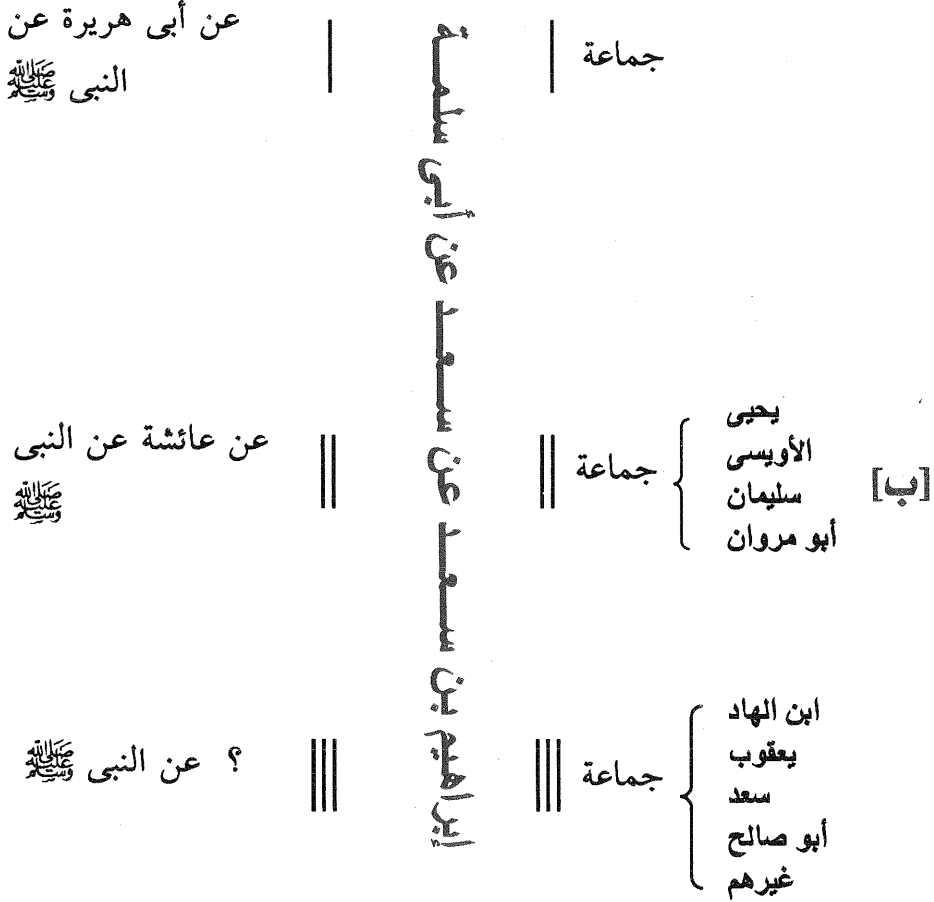 جماعة
عن أبى هريرة عن
النبى ﷺ
إبراهيم بن سعد عن سعد عن أبى سلمة
[ب]
يحيى
الأويسى
سليمان
أبو مروان
جماعة
عن عائشة عن النبى
ﷺ
ابن الهاد
يعقوب
سعد
أبو صالح
غيرهم
جماعة
؟ عن النبى ﷺ